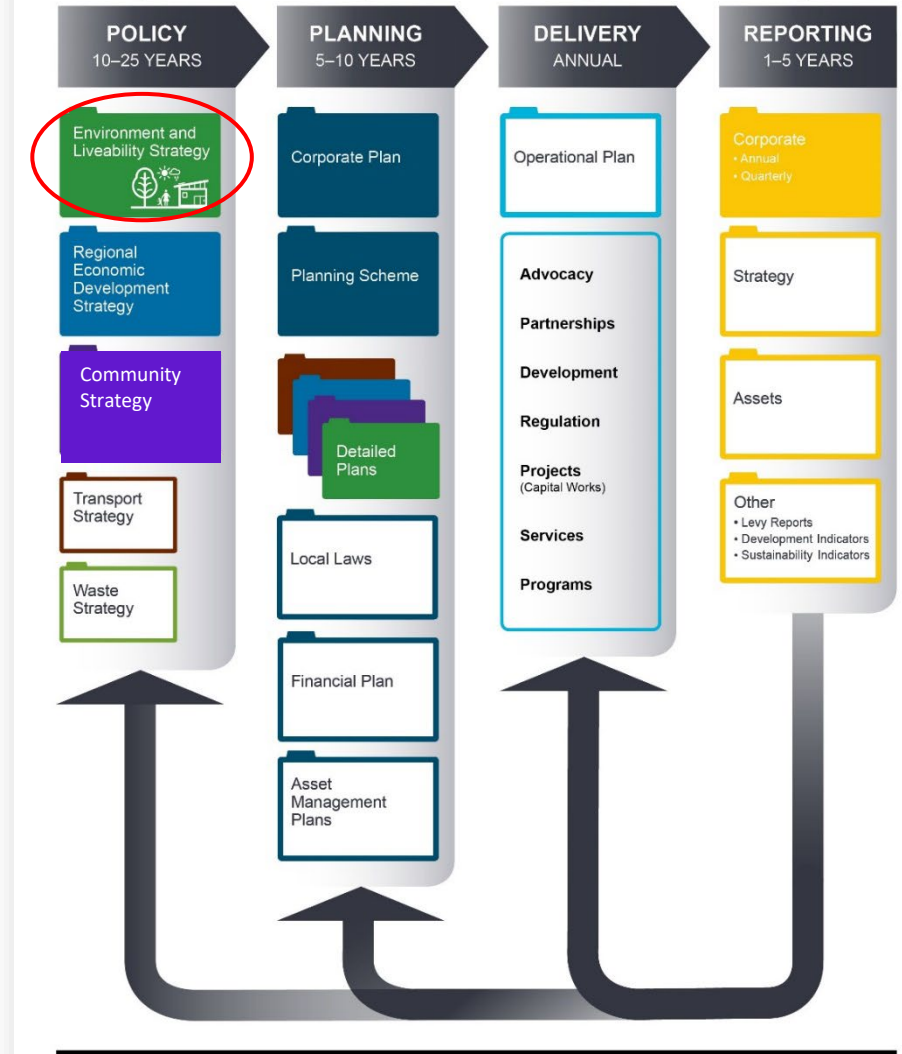 POLICY
10–25 YEARS
Environment and
Liveability Strategy
Regional
Economic
Development
Strategy
Community
Strategy
Transport
Strategy
Waste
Strategy
PLANNING
5–10 YEARS
Corporate Plan
Planning Scheme
Detailed
Plans
Local Laws
Financial Plan
Asset
Management
Plans
DELIVERY
ANNUAL
Operational Plan
Advocacy
Partnerships
Development
Regulation
Projects
(Capital Works)
Services
Programs
REPORTING
1–5 YEARS
Corporate
• Annual
• Quarterly
Strategy
Assets
Other
• Levy Reports
• Development Indicators
• Sustainability Indicators